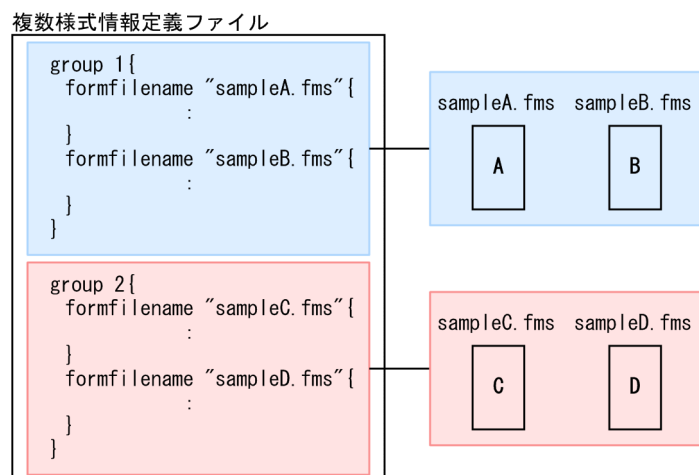 複数様式情報定義ファイル
group 1{
formfilename "sampleA.fms"{
:
}
formfilename "sampleB.fms"{
:
}
}
sampleA.fms sampleB.fms
A B
group 2{
formfilename "sampleC.fms"{
:
}
formfilename "sampleD.fms"{
:
}
}
sampleC.fms sampleD.fms
C D